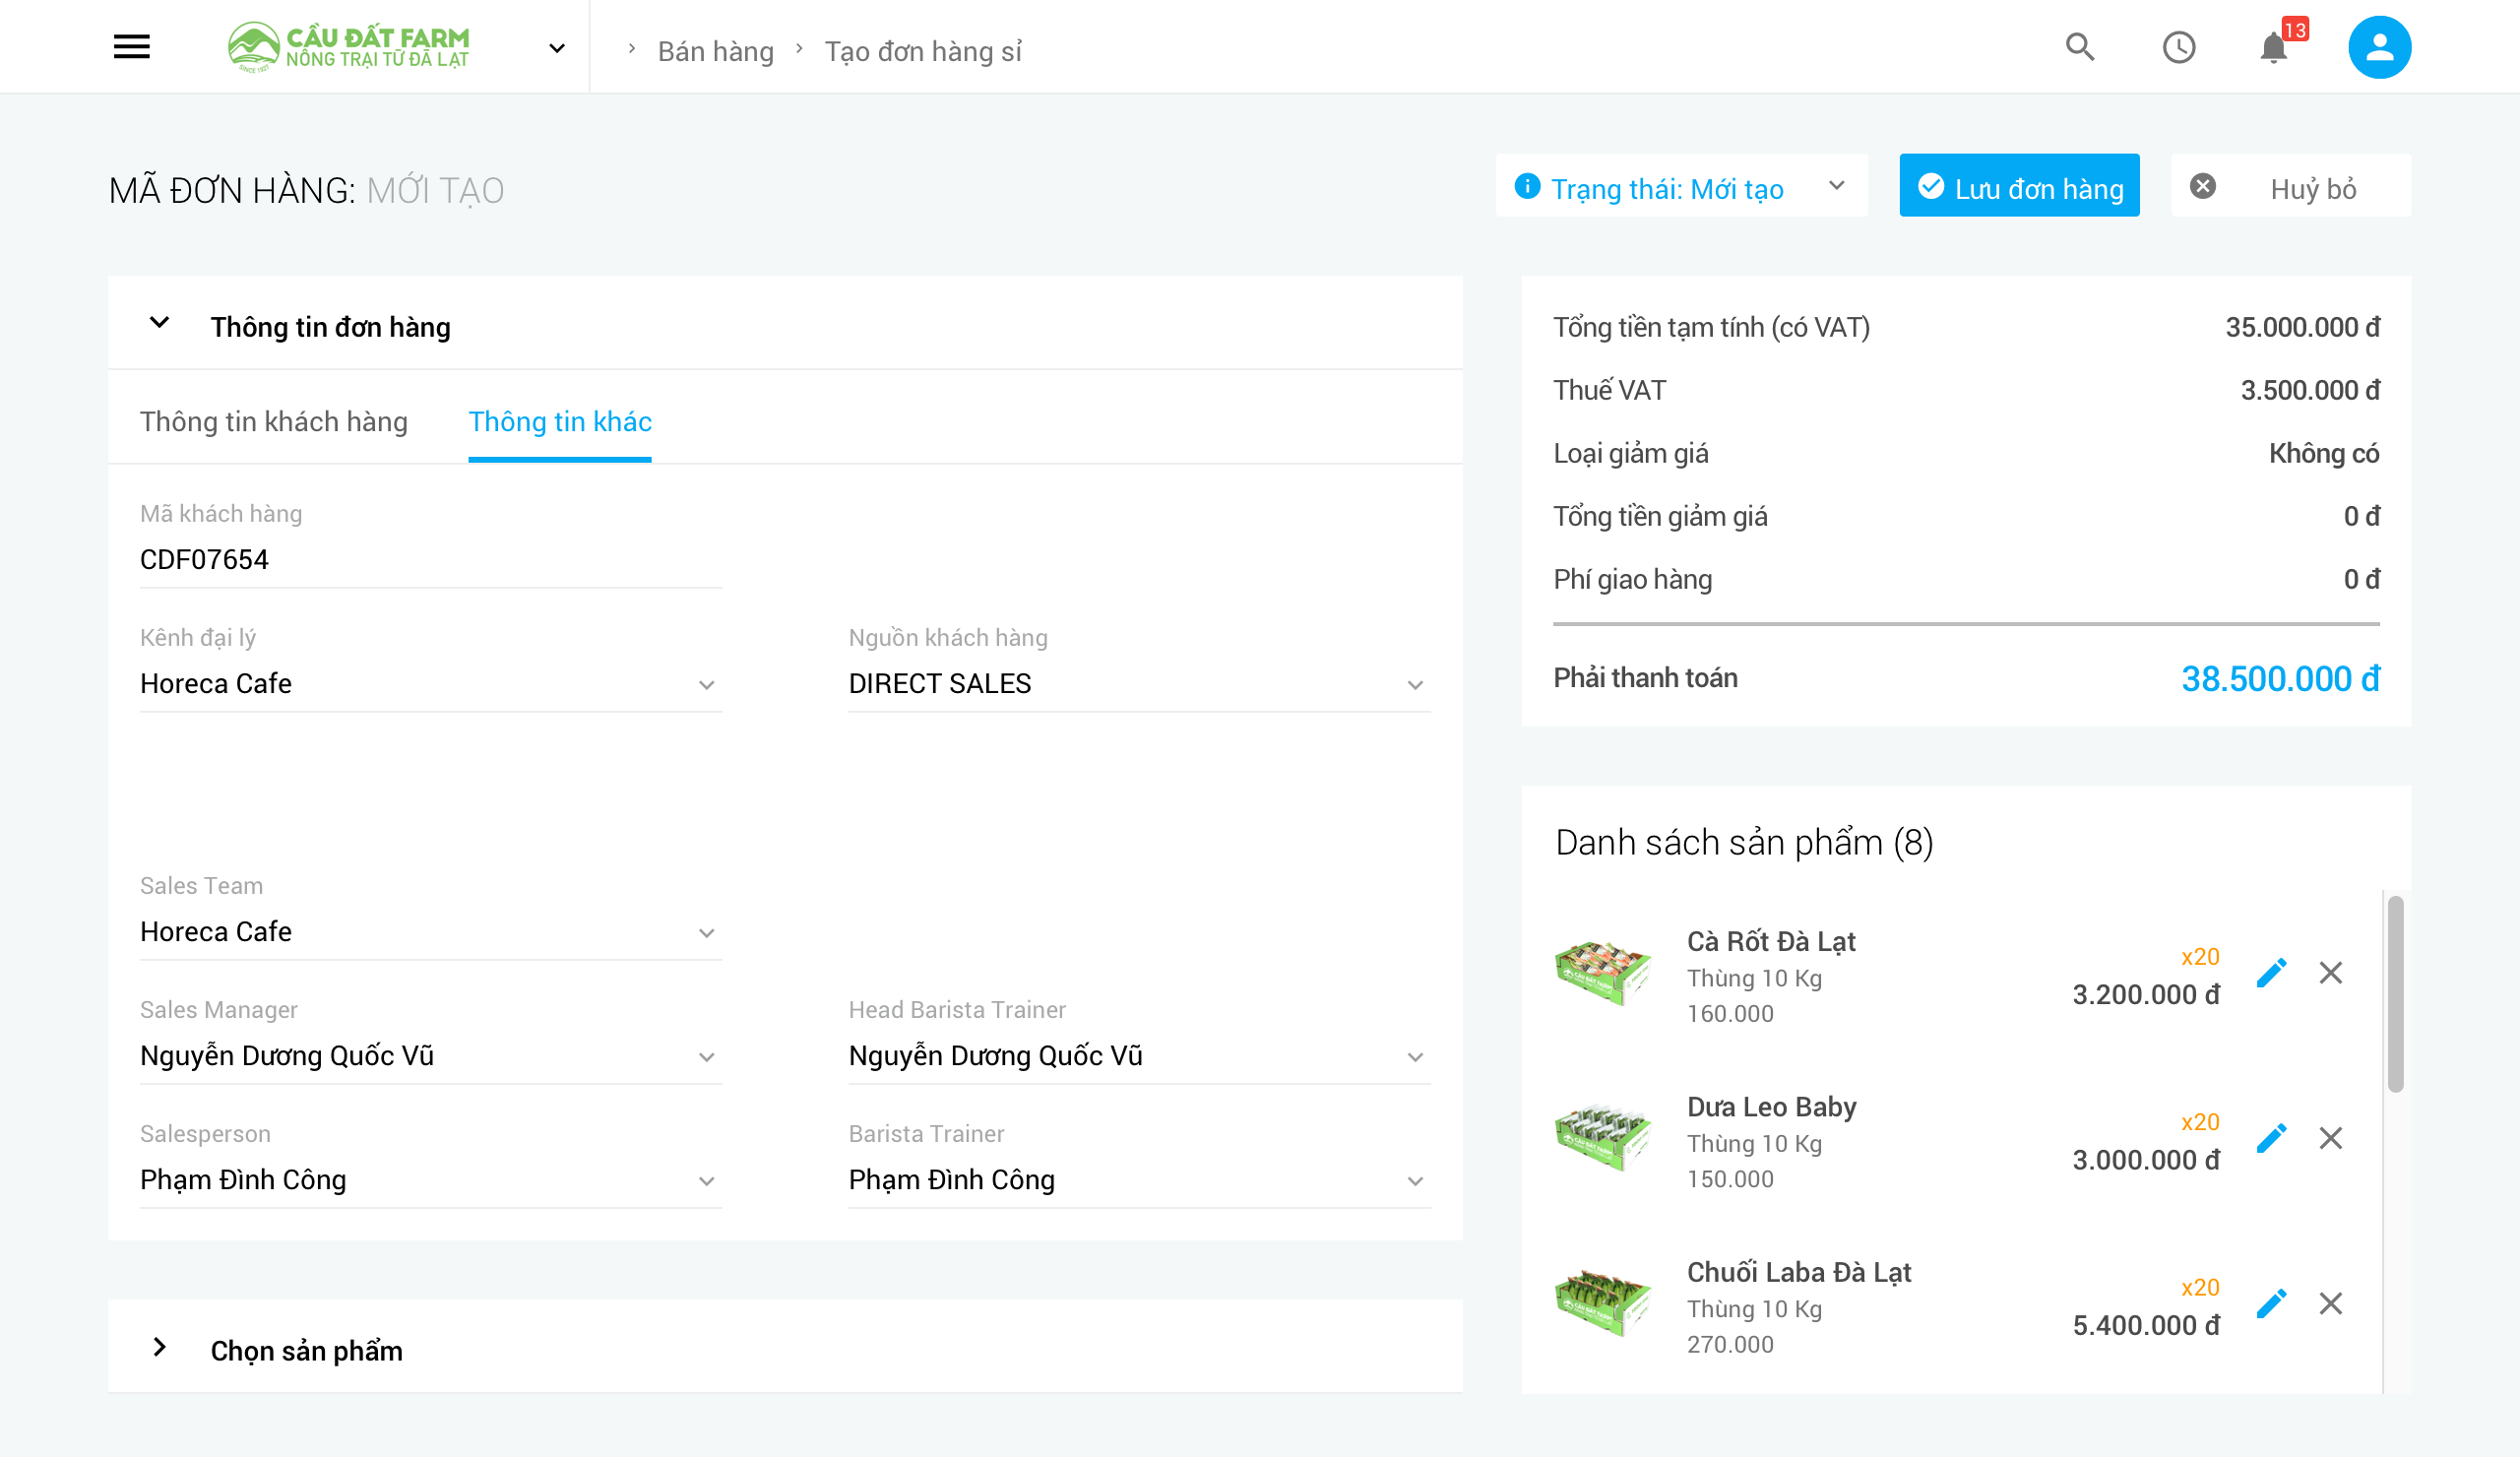 CẦU ĐẤT FARM
NÔNG TRẠI TỪ ĐÀ LẠT
SINCE 1927
Bán hàng
Tạo đơn hàng sỉ
13
MÃ ĐƠN HÀNG: MỚI TẠO
Trạng thái: Mới tạo
Lưu đơn hàng
Huỷ bỏ
Thông tin đơn hàng
Thông tin khách hàng
Thông tin khác
Mã khách hàng
CDF07654
Kênh đại lý
Horeca Cafe
Nguồn khách hàng
DIRECT SALES
Sales Team
Horeca Cafe
Sales Manager
Nguyễn Dương Quốc Vũ
Head Barista Trainer
Nguyễn Dương Quốc Vũ
Salesperson
Phạm Đình Công
Barista Trainer
Phạm Đình Công
Chọn sản phẩm
Tổng tiền tạm tính (có VAT) 35.000.000 đ
Thuế VAT 3.500.000 đ
Loại giảm giá Không có
Tổng tiền giảm giá 0 đ
Phí giao hàng 0 đ
Phải thanh toán 38.500.000 đ
Danh sách sản phẩm (8)
Cà Rốt Đà Lạt
Thùng 10 Kg
160.000
x20
3.200.000 đ
Dưa Leo Baby
Thùng 10 Kg
150.000
x20
3.000.000 đ
Chuối Laba Đà Lạt
Thùng 10 Kg
270.000
x20
5.400.000 đ